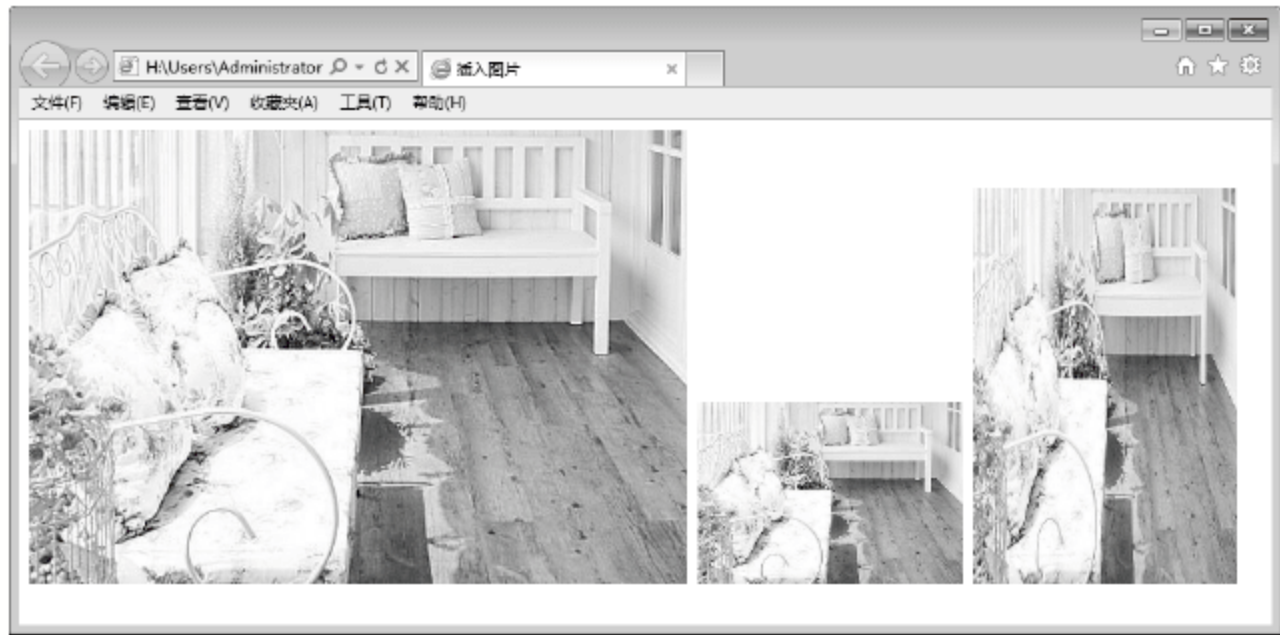 H:\Users\Administrator
插入图片
文件(F) 编辑(E) 查看(V) 收藏夹(A) 工具(T) 帮助(H)